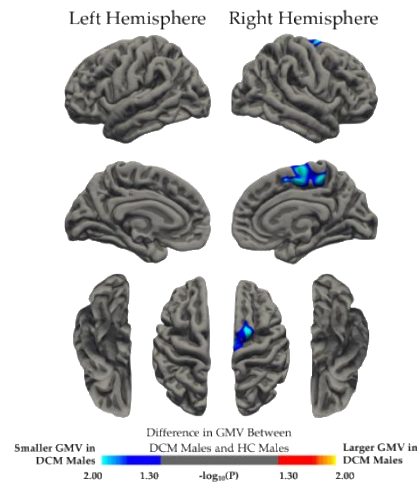 Left Hemisphere Right Hemisphere
Difference in GMV Between
DCM Males and HC Males
Smaller GMV in
DCM Males
Larger GMV in
DCM Males
2.00 1.30 -log₁₀(P) 1.30 2.00